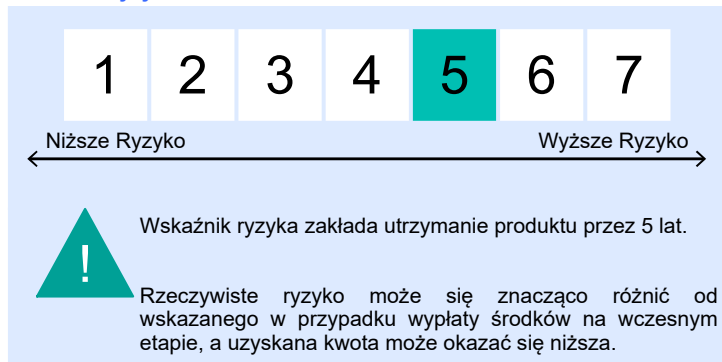 1 2 3 4 5 6 7
Niższe Ryzyko Wyższe Ryzyko
! Wskaźnik ryzyka zakłada utrzymanie produktu przez 5 lat.
Rzeczywiste ryzyko może się znacząco różnić od
wskazanego w przypadku wypłaty środków na wczesnym
etapie, a uzyskana kwota może okazać się niższa.